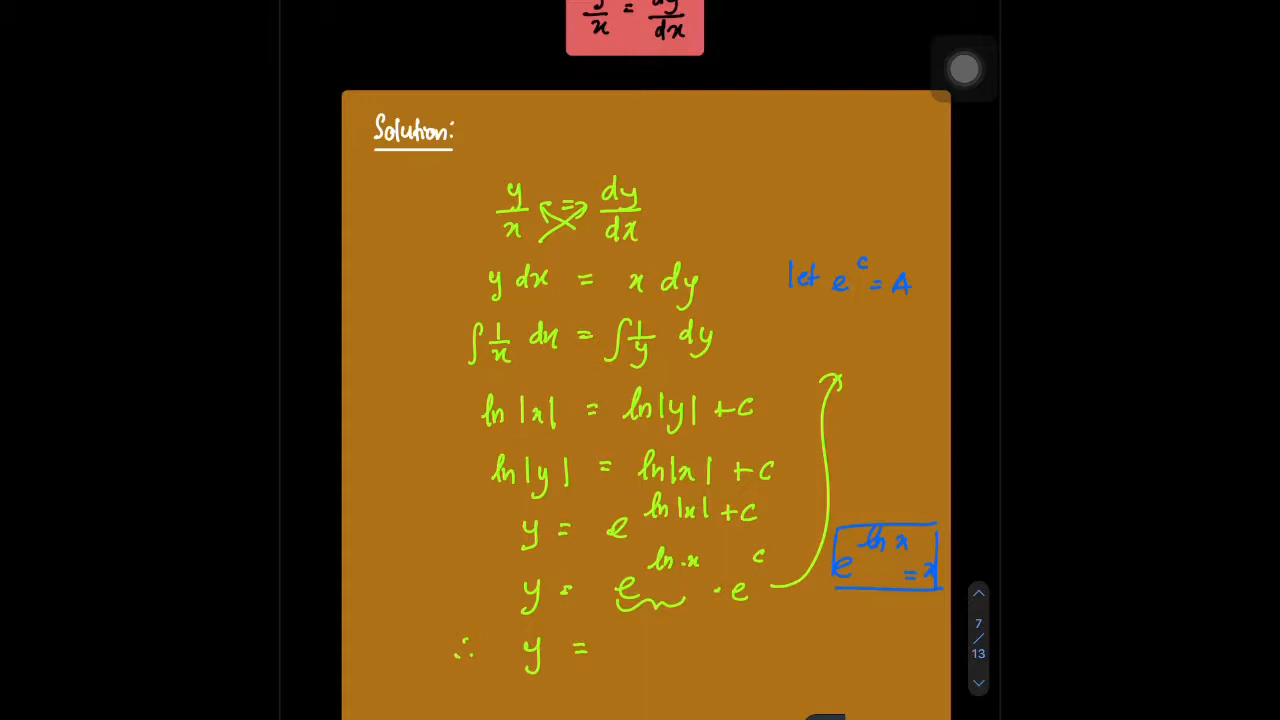 y/x = dy/dx
Solution:
y/x = dy/dx
y dx = x dy
let e^c = A
∫ 1/x dx = ∫ 1/y dy
ln |x| = ln |y| + c
ln |y| = ln |x| + c
y = e^(ln |x| + c)
y = e^(ln x) · e^c
e^(ln x) = x
∴ y =
7
/
13